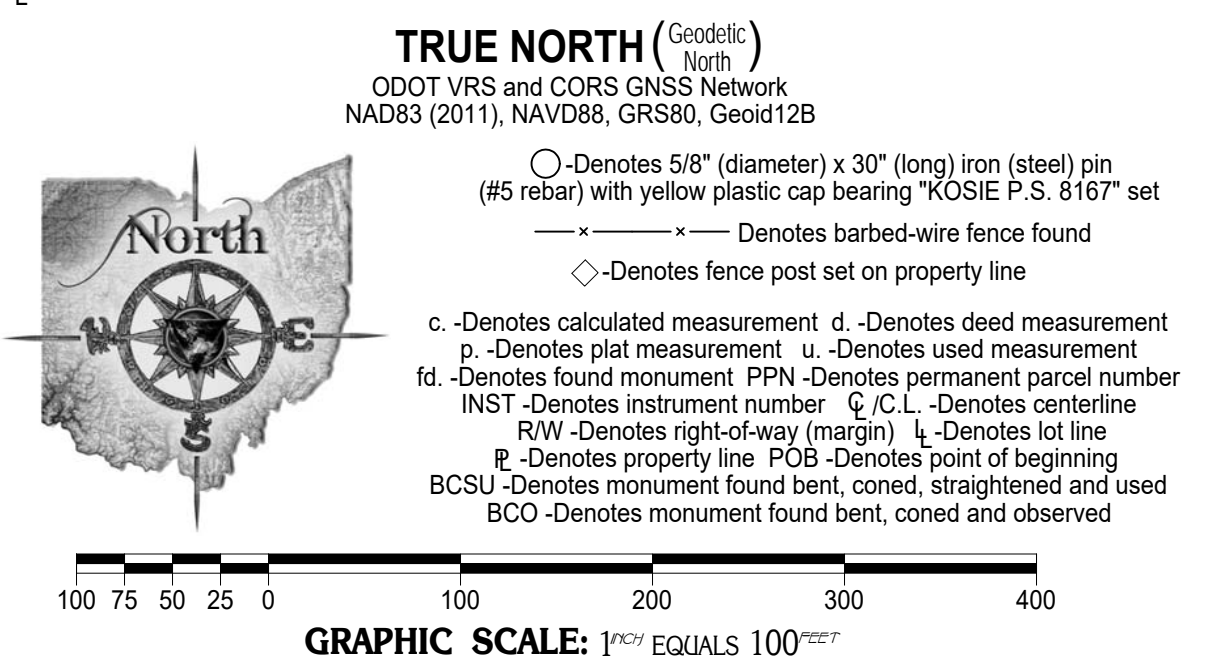 TRUE NORTH (Geodetic North)
ODOT VRS and CORS GNSS Network
NAD83 (2011), NAVD88, GRS80, Geoid12B
-Denotes 5/8" (diameter) x 30" (long) iron (steel) pin
(#5 rebar) with yellow plastic cap bearing "KOSIE P.S. 8167" set
Denotes barbed-wire fence found
-Denotes fence post set on property line
North
W E
S
c. -Denotes calculated measurement d. -Denotes deed measurement
p. -Denotes plat measurement u. -Denotes used measurement
fd. -Denotes found monument PPN -Denotes permanent parcel number
INST -Denotes instrument number ℄ /C.L. -Denotes centerline
R/W -Denotes right-of-way (margin) LL -Denotes lot line
PL -Denotes property line POB -Denotes point of beginning
BCSU -Denotes monument found bent, coned, straightened and used
BCO -Denotes monument found bent, coned and observed
100 75 50 25 0 100 200 300 400
GRAPHIC SCALE: 1INCH EQUALS 100FEET